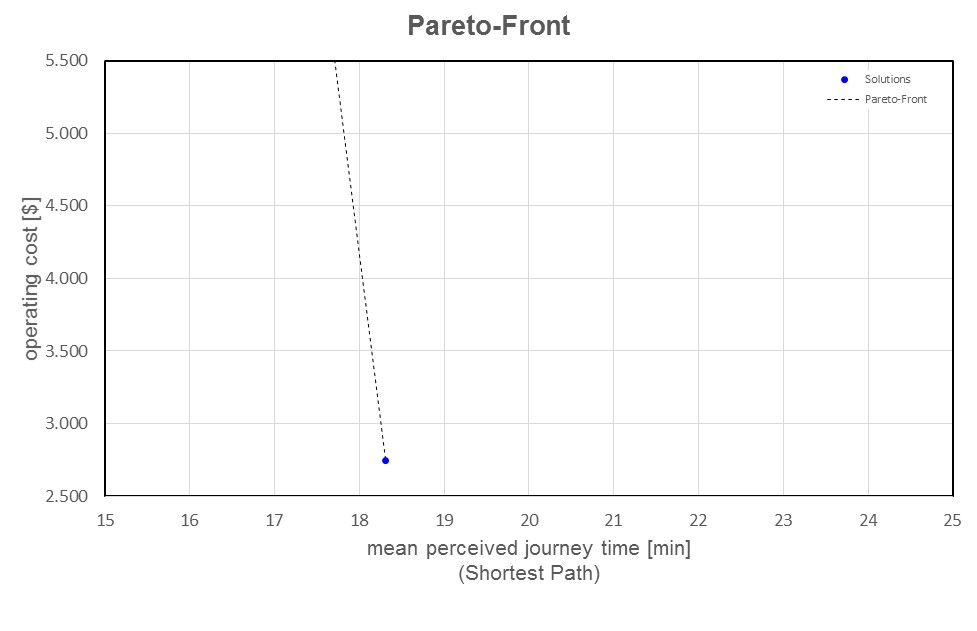 Pareto-Front
Solutions
Pareto-Front
operating cost [$]
5.500
5.000
4.500
4.000
3.500
3.000
2.500
15 16 17 18 19 20 21 22 23 24 25
mean perceived journey time [min]
(Shortest Path)